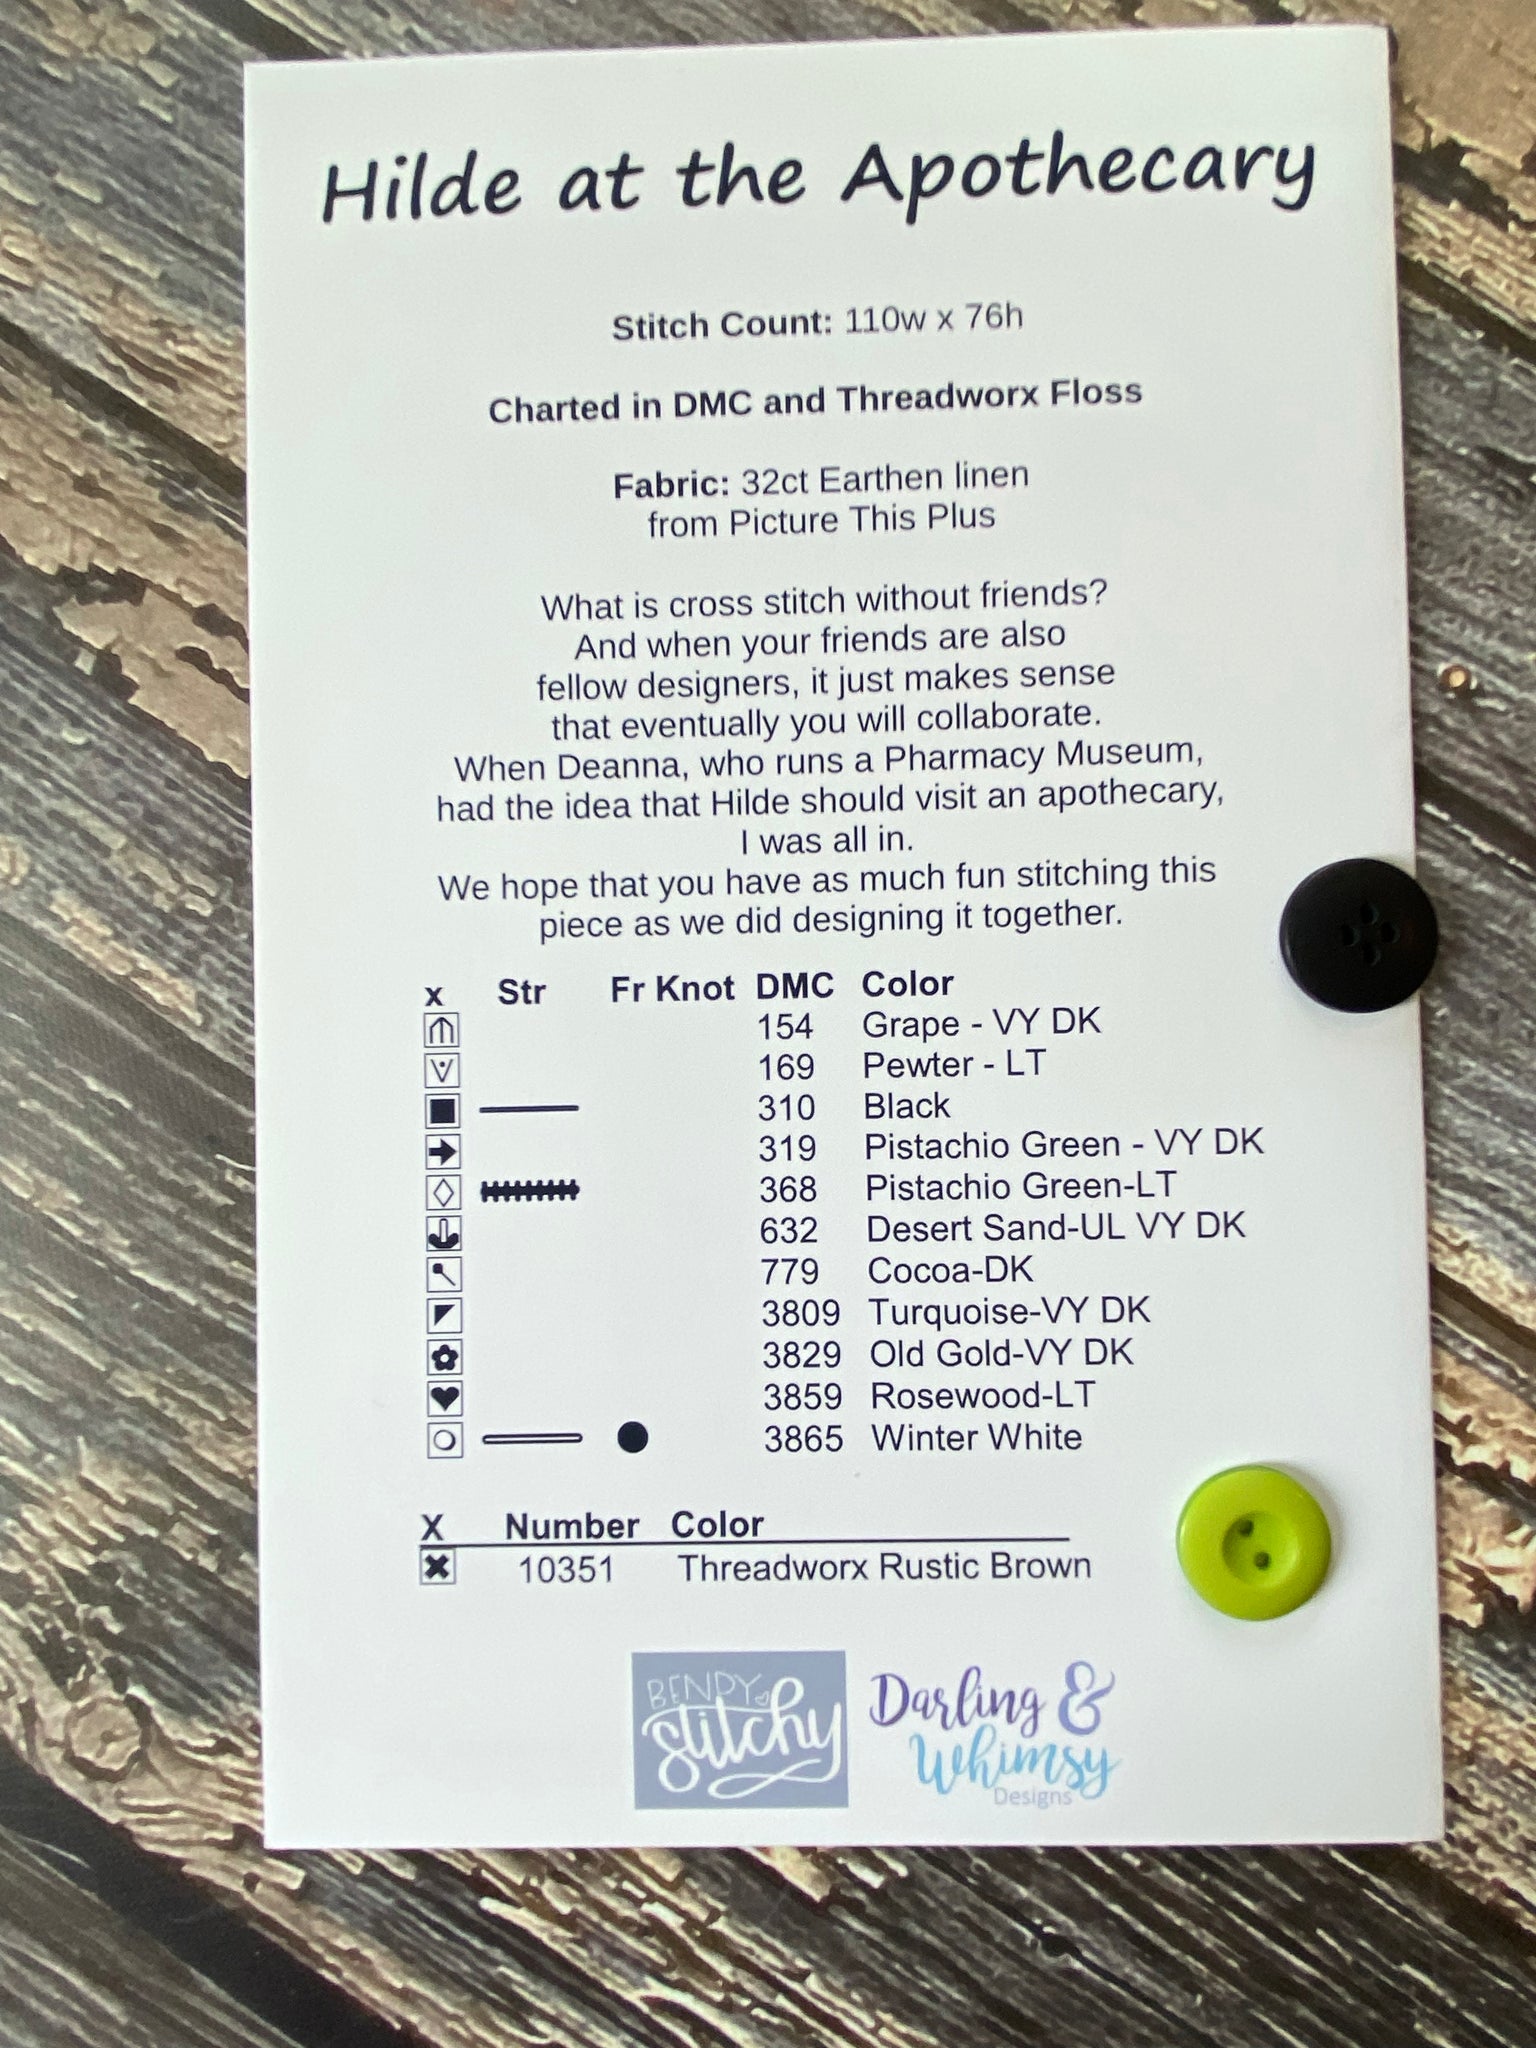 Hilde at the Apothecary
Stitch Count: 110w x 76h
Charted in DMC and Threadworx Floss
Fabric: 32ct Earthen linen
from Picture This Plus
What is cross stitch without friends?
And when your friends are also
fellow designers, it just makes sense
that eventually you will collaborate.
When Deanna, who runs a Pharmacy Museum,
had the idea that Hilde should visit an apothecary,
I was all in.
We hope that you have as much fun stitching this
piece as we did designing it together.
x Str Fr Knot DMC Color
154 Grape - VY DK
169 Pewter - LT
310 Black
319 Pistachio Green - VY DK
368 Pistachio Green-LT
632 Desert Sand-UL VY DK
779 Cocoa-DK
3809 Turquoise-VY DK
3829 Old Gold-VY DK
3859 Rosewood-LT
3865 Winter White
X Number Color
10351 Threadworx Rustic Brown
BENDY
Stitchy
Darling &
Whimsy
Designs